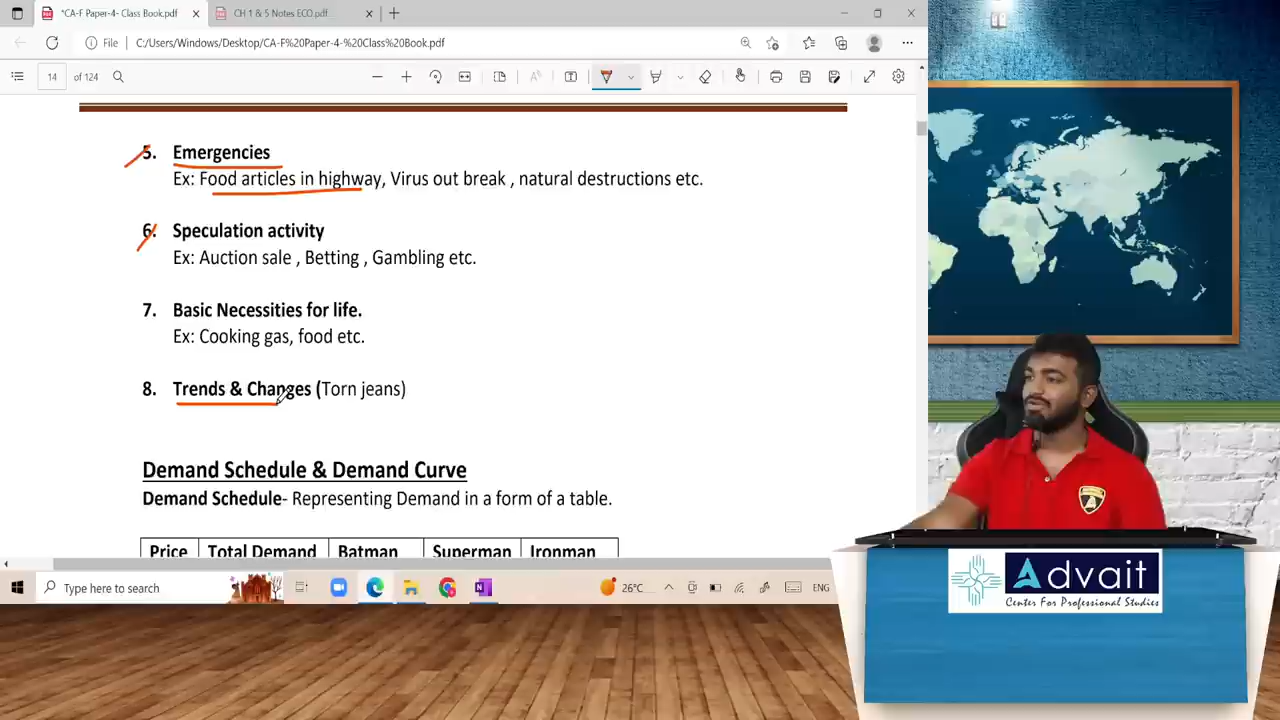 *CA-F Paper-4- Class Book.pdf
CH 1 & 5 Notes ECO.pdf
File
C:/Users/Windows/Desktop/CA-F%20Paper-4-%20Class%20Book.pdf
14 of 124
5. Emergencies
Ex: Food articles in highway, Virus out break , natural destructions etc.
6. Speculation activity
Ex: Auction sale , Betting , Gambling etc.
7. Basic Necessities for life.
Ex: Cooking gas, food etc.
8. Trends & Changes (Torn jeans)
Demand Schedule & Demand Curve
Demand Schedule- Representing Demand in a form of a table.
Price Total Demand Batman Superman Ironman
Type here to search
26°C
ENG
Advait
Center For Professional Studies